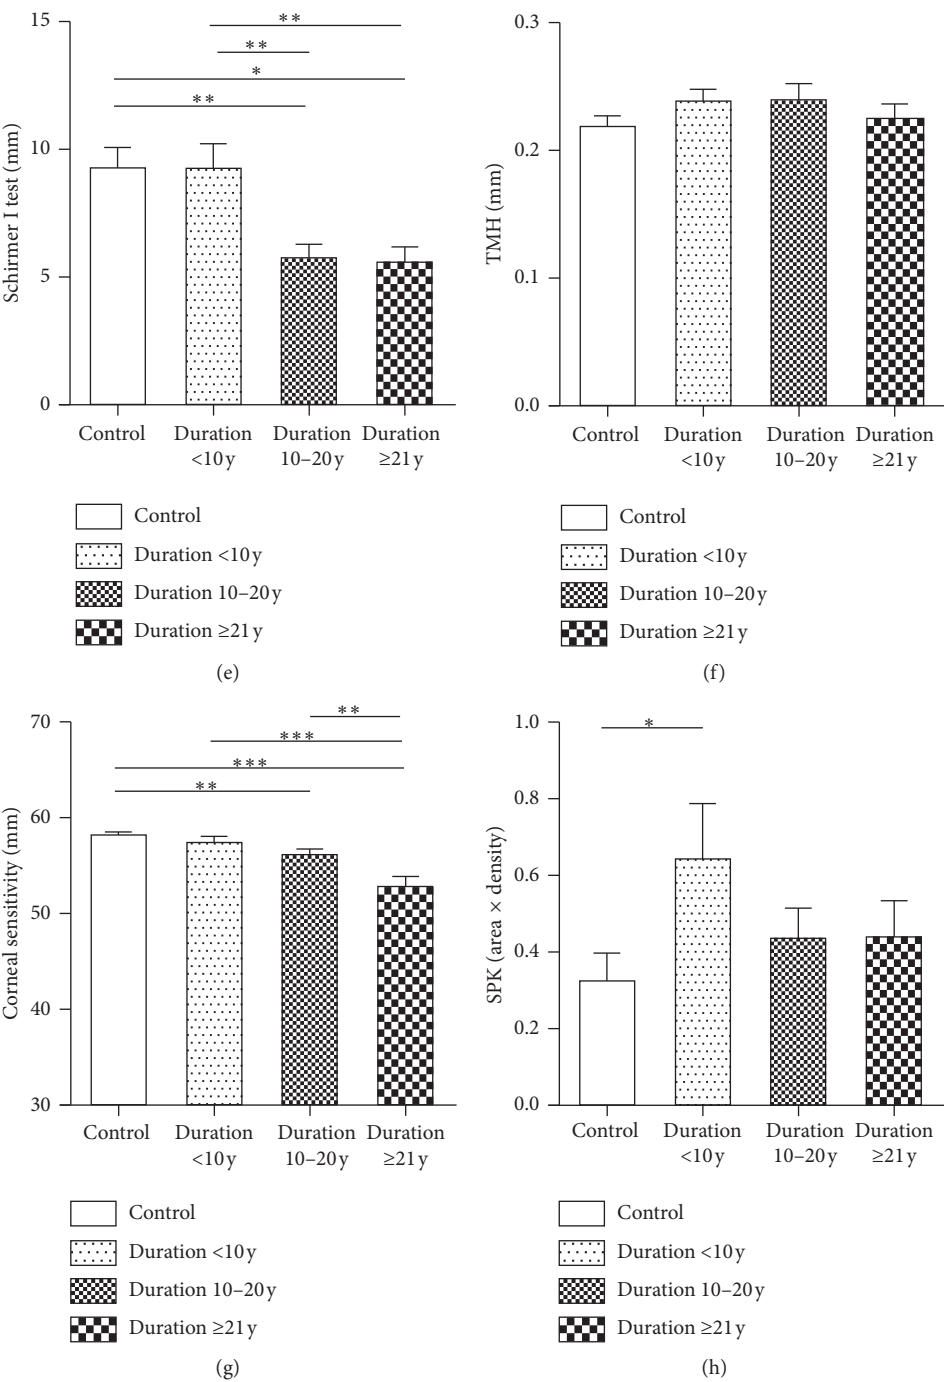 Schirmer I test (mm)
15
10
5
0
**
**
*
**
Control
Duration <10 y
Duration 10–20 y
Duration ≥21 y
Control
Duration <10 y
Duration 10–20 y
Duration ≥21 y
(e)
TMH (mm)
0.3
0.2
0.1
0.0
Control
Duration <10 y
Duration 10–20 y
Duration ≥21 y
Control
Duration <10 y
Duration 10–20 y
Duration ≥21 y
(f)
Corneal sensitivity (mm)
70
60
50
40
30
**
***
***
**
Control
Duration <10 y
Duration 10–20 y
Duration ≥21 y
Control
Duration <10 y
Duration 10–20 y
Duration ≥21 y
(g)
SPK (area × density)
1.0
0.8
0.6
0.4
0.2
0.0
*
Control
Duration <10 y
Duration 10–20 y
Duration ≥21 y
Control
Duration <10 y
Duration 10–20 y
Duration ≥21 y
(h)